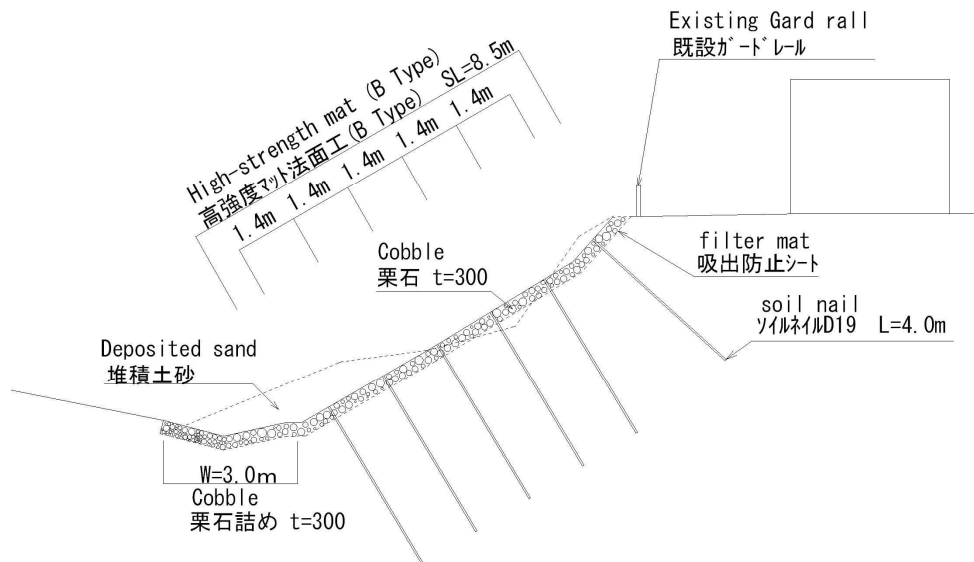 Existing Gard rall
既設ｶﾞｰﾄﾞﾚｰﾙ
High-strength mat (B Type)
高強度ﾏｯﾄ法面工(B Type) SL=8.5m
1.4m 1.4m 1.4m 1.4m 1.4m
Cobble
栗石 t=300
filter mat
吸出防止ｼｰﾄ
soil nail
ｿｲﾙﾈｲﾙD19 L=4.0m
Deposited sand
堆積土砂
W=3.0m
Cobble
栗石詰め t=300